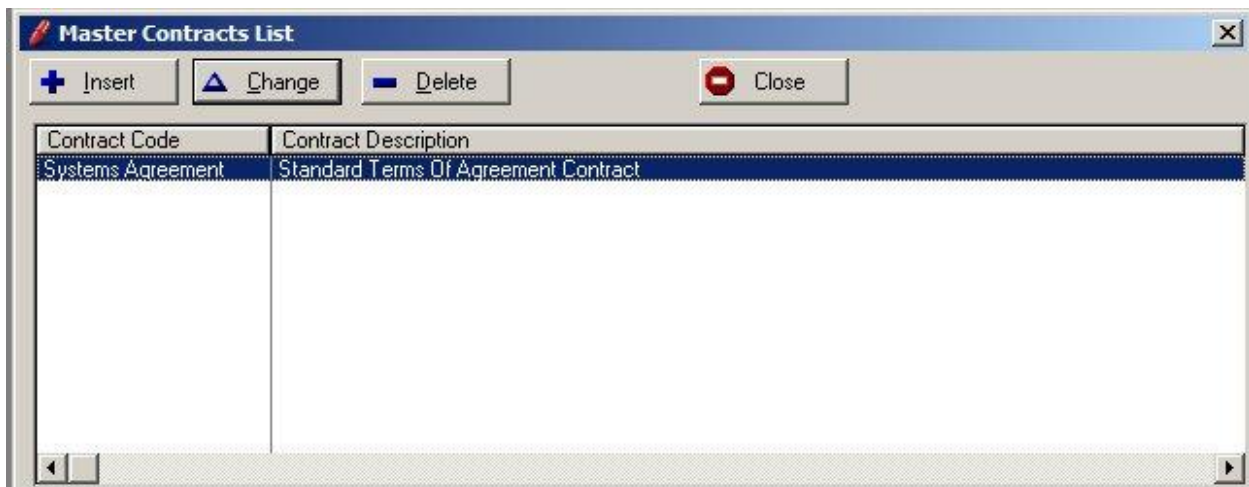 Master Contracts List
Insert Change Delete Close
Contract Code Contract Description
Systems Agreement Standard Terms Of Agreement Contract